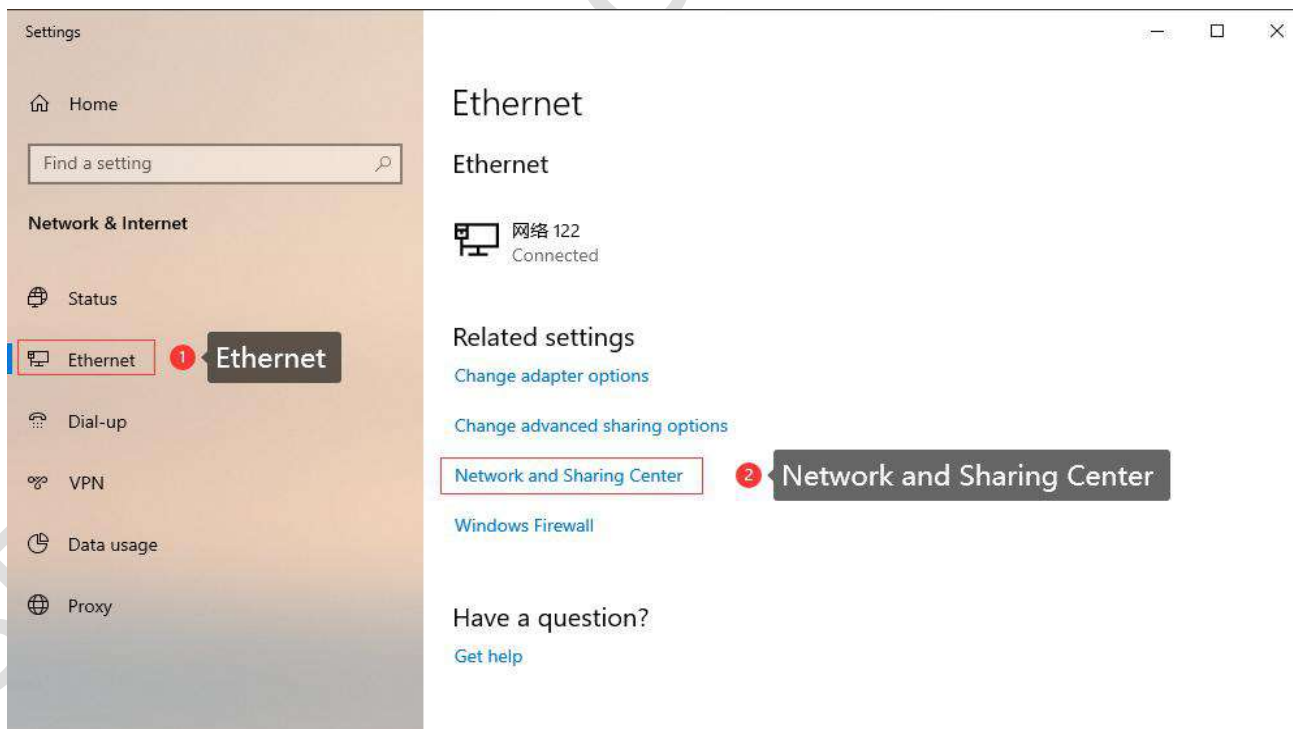 Settings
Home
Find a setting
Network & Internet
Status
Ethernet
1 Ethernet
Dial-up
VPN
Data usage
Proxy
Ethernet
Ethernet
网络 122
Connected
Related settings
Change adapter options
Change advanced sharing options
Network and Sharing Center
2 Network and Sharing Center
Windows Firewall
Have a question?
Get help